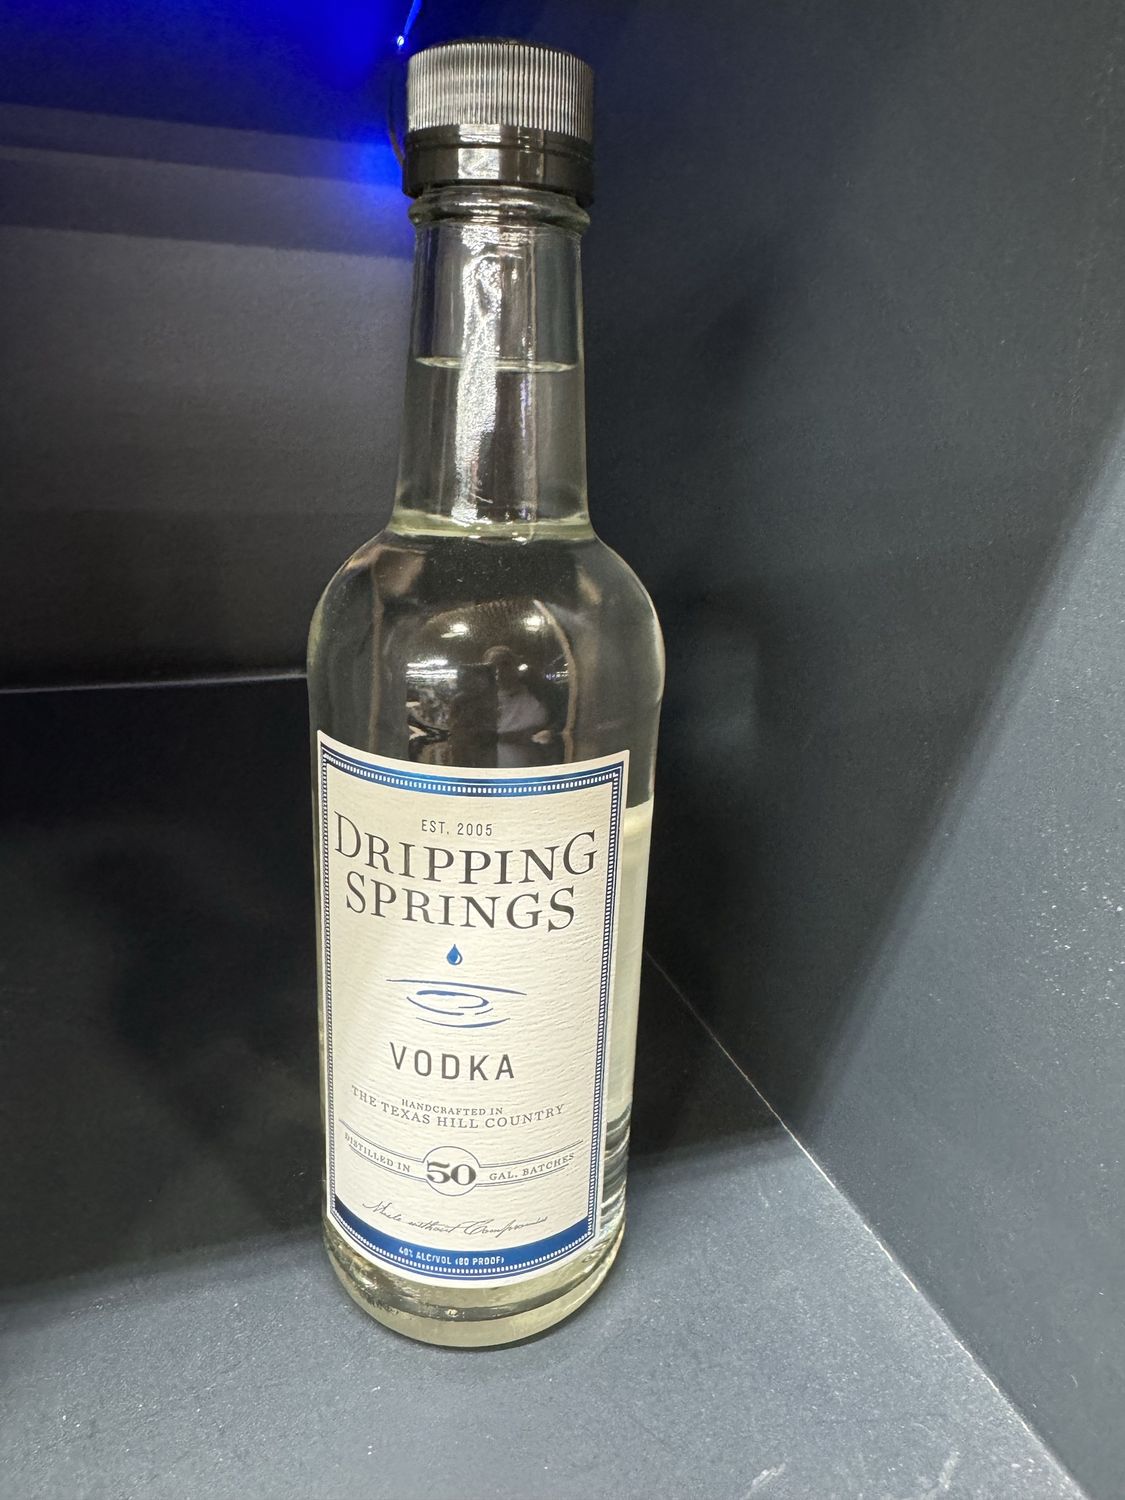 EST. 2005
DRIPPING
SPRINGS
VODKA
HANDCRAFTED IN
THE TEXAS HILL COUNTRY
DISTILLED IN 50 GAL. BATCHES
Made without Compromise
40% ALC/VOL (80 PROOF)